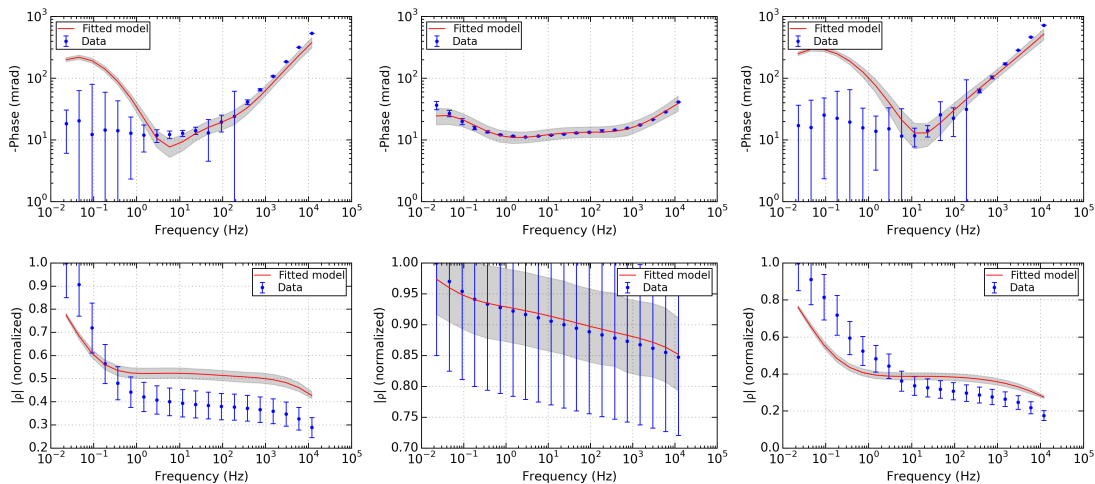 10³
10²
10¹
10⁰
-Phase (mrad)
Fitted model
Data
10⁻² 10⁻¹ 10⁰ 10¹ 10² 10³ 10⁴ 10⁵
Frequency (Hz)
10³
10²
10¹
10⁰
-Phase (mrad)
Fitted model
Data
10⁻² 10⁻¹ 10⁰ 10¹ 10² 10³ 10⁴ 10⁵
Frequency (Hz)
10³
10²
10¹
10⁰
-Phase (mrad)
Fitted model
Data
10⁻² 10⁻¹ 10⁰ 10¹ 10² 10³ 10⁴ 10⁵
Frequency (Hz)
1.0
0.9
0.8
0.7
0.6
0.5
0.4
0.3
0.2
|ρ| (normalized)
Fitted model
Data
10⁻² 10⁻¹ 10⁰ 10¹ 10² 10³ 10⁴ 10⁵
Frequency (Hz)
1.00
0.95
0.90
0.85
0.80
0.75
0.70
|ρ| (normalized)
Fitted model
Data
10⁻² 10⁻¹ 10⁰ 10¹ 10² 10³ 10⁴ 10⁵
Frequency (Hz)
1.0
0.8
0.6
0.4
0.2
0.0
|ρ| (normalized)
Fitted model
Data
10⁻² 10⁻¹ 10⁰ 10¹ 10² 10³ 10⁴ 10⁵
Frequency (Hz)